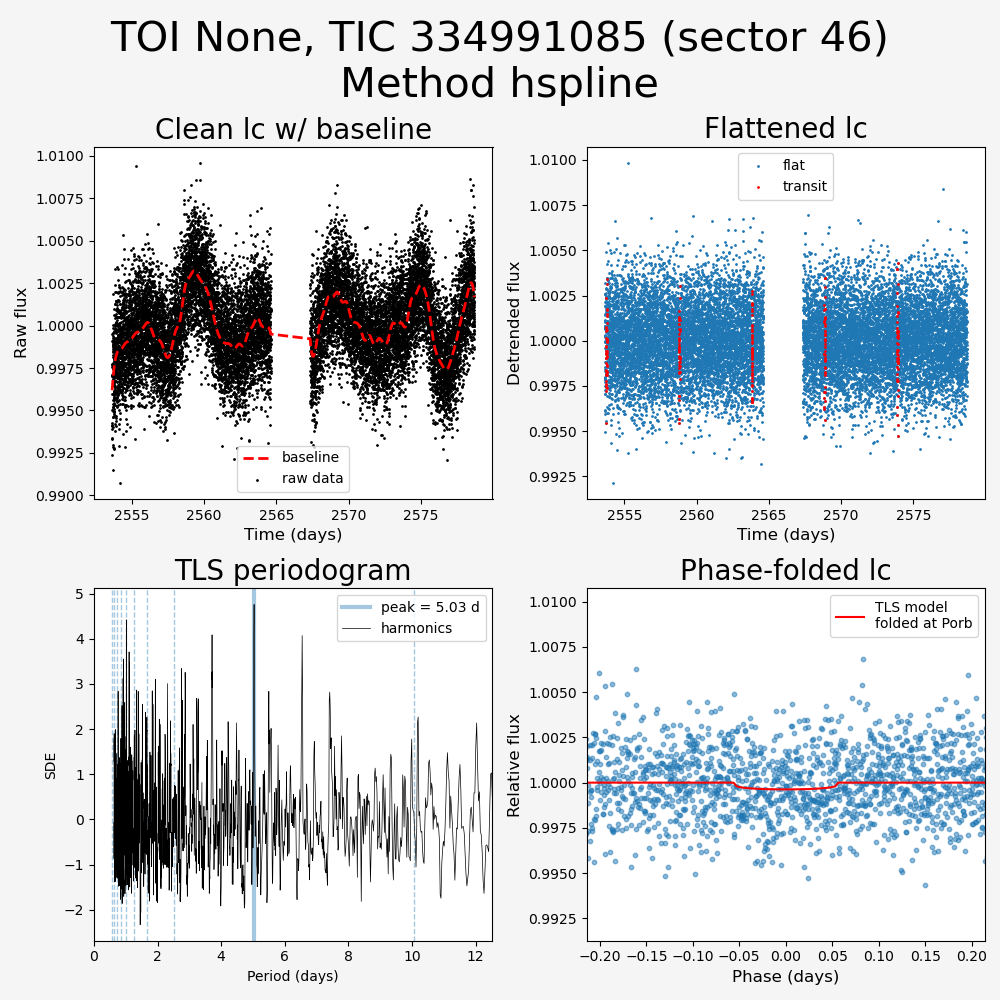 TOI None, TIC 334991085 (sector 46)
Method hspline
Clean lc w/ baseline
Raw flux
1.0100
1.0075
1.0050
1.0025
1.0000
0.9975
0.9950
0.9925
0.9900
baseline
raw data
2555 2560 2565 2570 2575
Time (days)
Flattened lc
Detrended flux
1.0100
1.0075
1.0050
1.0025
1.0000
0.9975
0.9950
0.9925
flat
transit
2555 2560 2565 2570 2575
Time (days)
TLS periodogram
SDE
5
4
3
2
1
0
−1
−2
peak = 5.03 d
harmonics
0 2 4 6 8 10 12
Period (days)
Phase-folded lc
Relative flux
1.0100
1.0075
1.0050
1.0025
1.0000
0.9975
0.9950
0.9925
TLS model
folded at Porb
−0.20 −0.15 −0.10 −0.05 0.00 0.05 0.10 0.15 0.20
Phase (days)